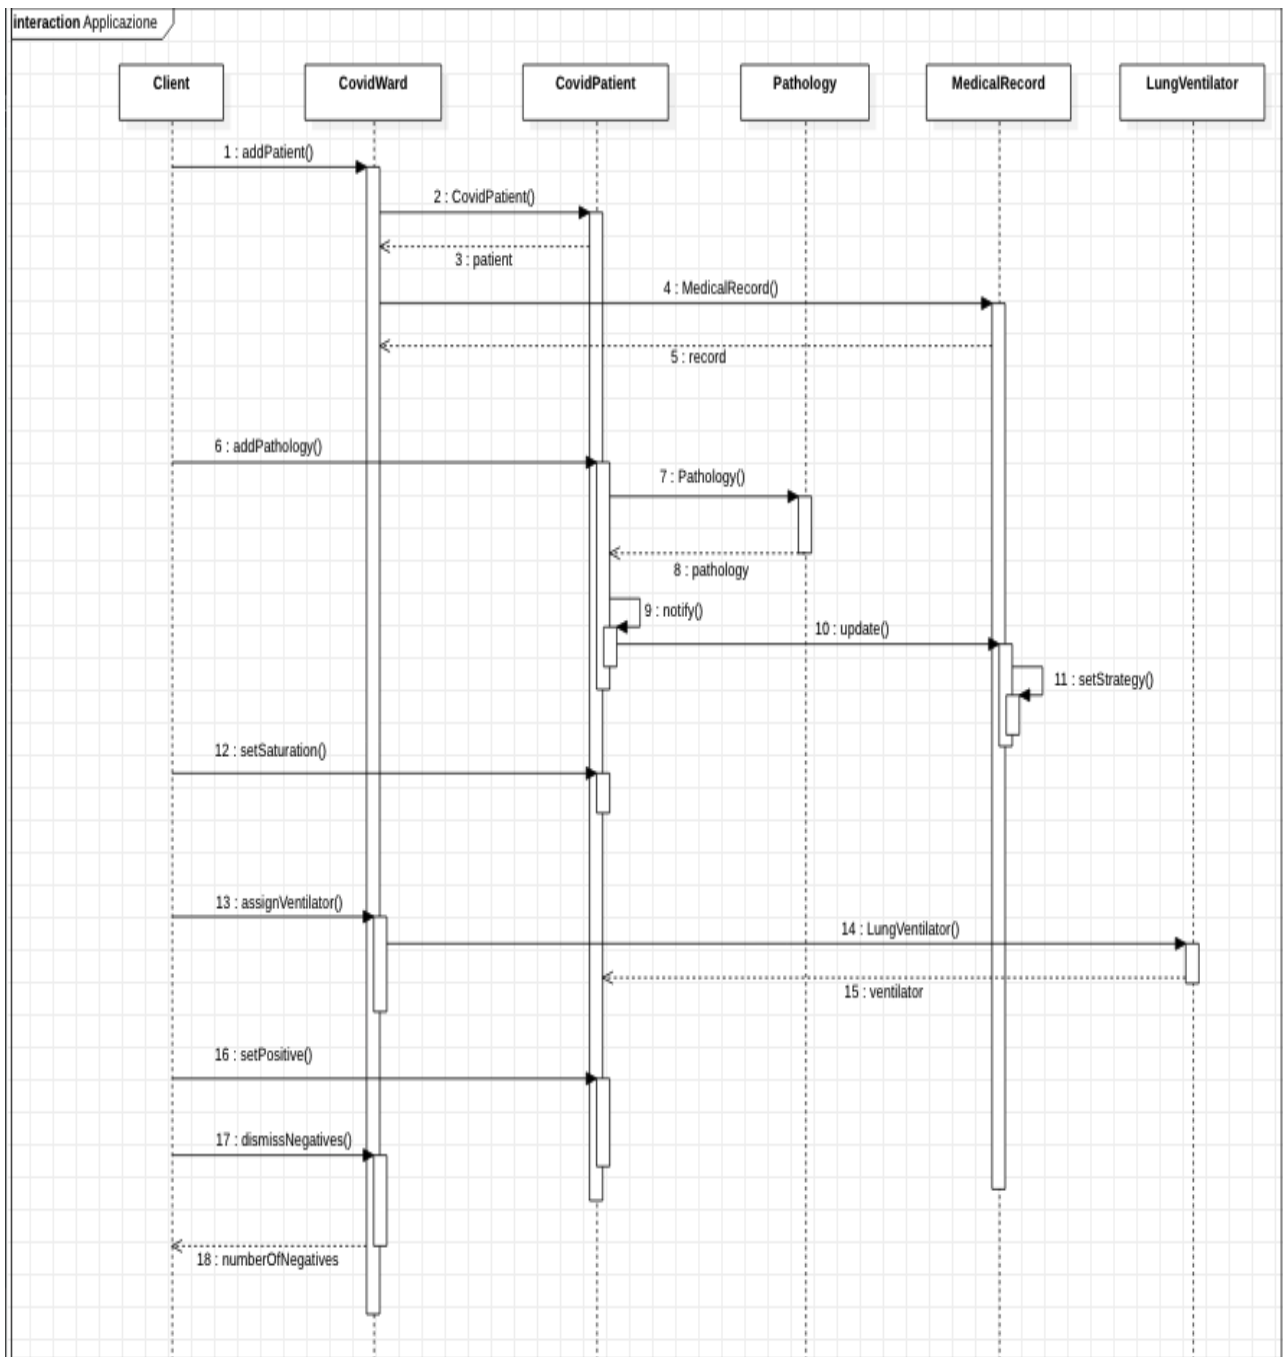 interaction Applicazione
Client
CovidWard
CovidPatient
Pathology
MedicalRecord
LungVentilator
1 : addPatient()
2 : CovidPatient()
3 : patient
4 : MedicalRecord()
5 : record
6 : addPathology()
7 : Pathology()
8 : pathology
9 : notify()
10 : update()
11 : setStrategy()
12 : setSaturation()
13 : assignVentilator()
14 : LungVentilator()
15 : ventilator
16 : setPositive()
17 : dismissNegatives()
18 : numberOfNegatives